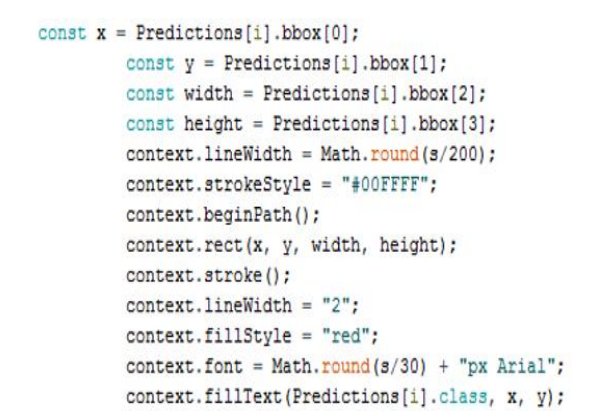 const x = Predictions[i].bbox[0];
const y = Predictions[i].bbox[1];
const width = Predictions[i].bbox[2];
const height = Predictions[i].bbox[3];
context.lineWidth = Math.round(s/200);
context.strokeStyle = "#00FFFF";
context.beginPath();
context.rect(x, y, width, height);
context.stroke();
context.lineWidth = "2";
context.fillStyle = "red";
context.font = Math.round(s/30) + "px Arial";
context.fillText(Predictions[i].class, x, y);